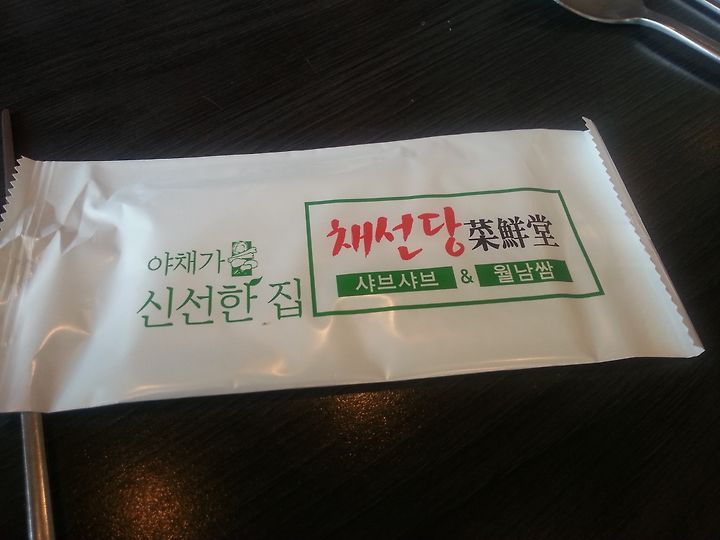 야채가
신선한 집
채선당 菜鮮堂
샤브샤브 & 월남쌈